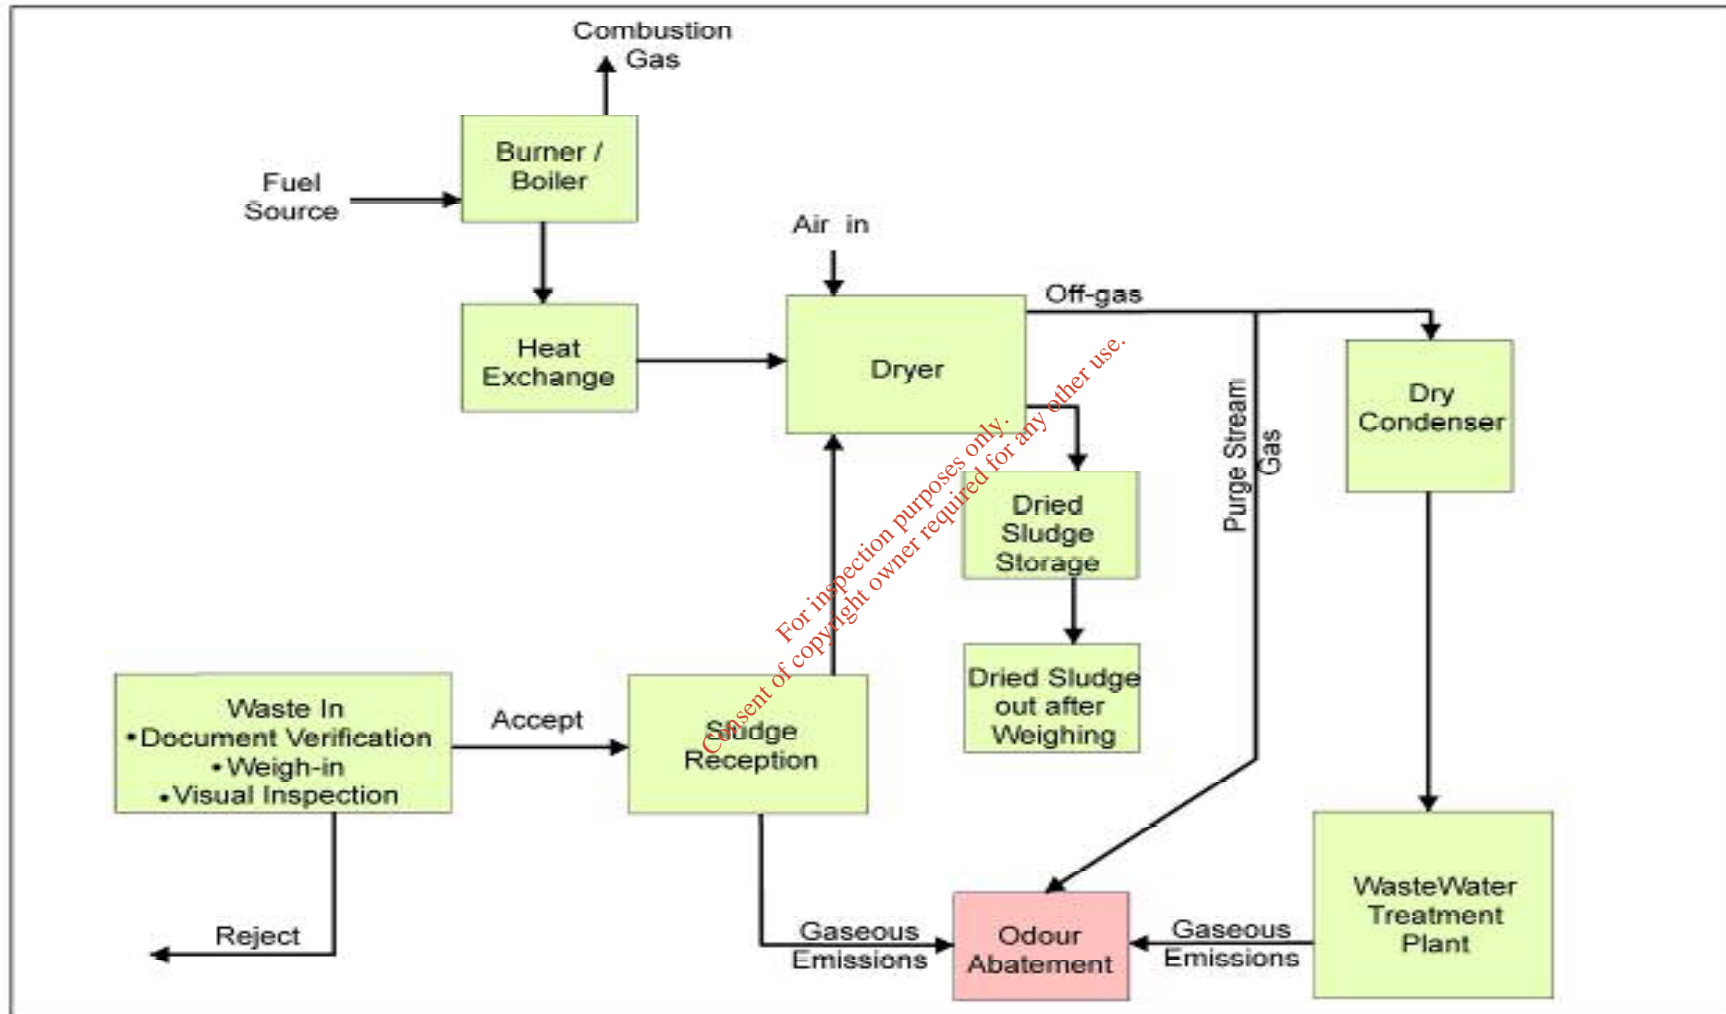 Combustion
Gas
Burner /
Boiler
Fuel
Source
Air in
Off-gas
Heat
Exchange
Dryer
Dry
Condenser
Purge Stream
Gas
Dried
Sludge
Storage
Dried Sludge
out after
Weighing
Waste In
• Document Verification
• Weigh-in
• Visual Inspection
Accept
Sludge
Reception
Reject
Gaseous
Emissions
Odour
Abatement
Gaseous
Emissions
WasteWater
Treatment
Plant
For inspection purposes only.
Consent of copyright owner required for any other use.